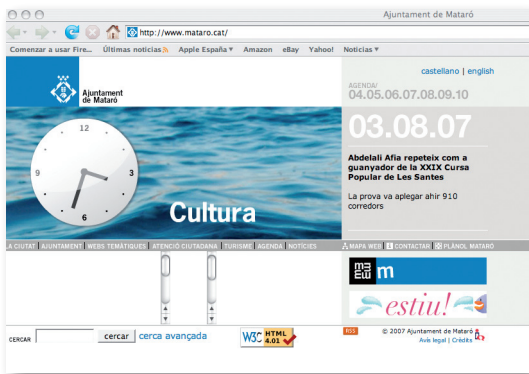 Ajuntament de Mataró
http://www.mataro.cat/
Comenzar a usar Fire... Últimas noticias Apple España Amazon eBay Yahoo! Noticias
castellano | english
Ajuntament
de Mataró
AGENDA/
04.05.06.07.08.09.10
03.08.07
12
9
3
6
Cultura
Abdelali Afia repeteix com a
guanyador de la XXIX Cursa
Popular de Les Santes
La prova va aplegar ahir 910
corredors
LA CIUTAT | AJUNTAMENT | WEBS TEMÀTIQUES | ATENCIÓ CIUTADANA | TURISME | AGENDA | NOTÍCIES
MAPA WEB | CONTACTAR | PLÀNOL MATARÓ
m
estiu!
CERCAR cercar cerca avançada
W3C HTML
4.01
RSS © 2007 Ajuntament de Mataró
Avís legal | Crèdits